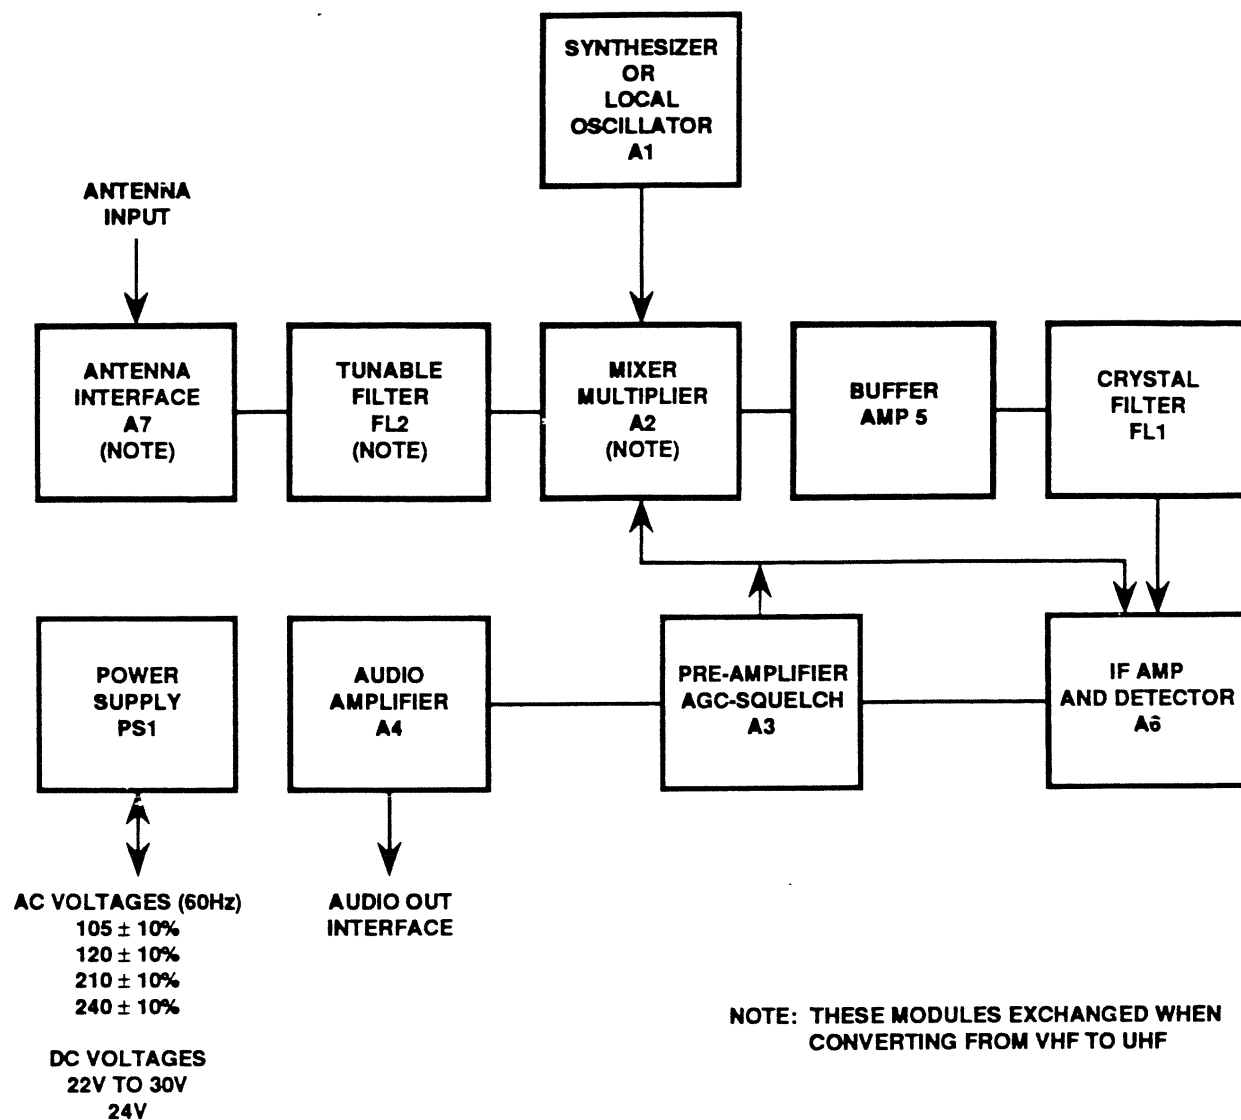 SYNTHESIZER
OR
LOCAL
OSCILLATOR
A1
ANTENNA
INPUT
ANTENNA
INTERFACE
A7
(NOTE)
TUNABLE
FILTER
FL2
(NOTE)
MIXER
MULTIPLIER
A2
(NOTE)
BUFFER
AMP 5
CRYSTAL
FILTER
FL1
POWER
SUPPLY
PS1
AUDIO
AMPLIFIER
A4
PRE-AMPLIFIER
AGC-SQUELCH
A3
IF AMP
AND DETECTOR
A6
AC VOLTAGES (60Hz)
105 ± 10%
120 ± 10%
210 ± 10%
240 ± 10%
DC VOLTAGES
22V TO 30V
24V
AUDIO OUT
INTERFACE
NOTE: THESE MODULES EXCHANGED WHEN
CONVERTING FROM VHF TO UHF